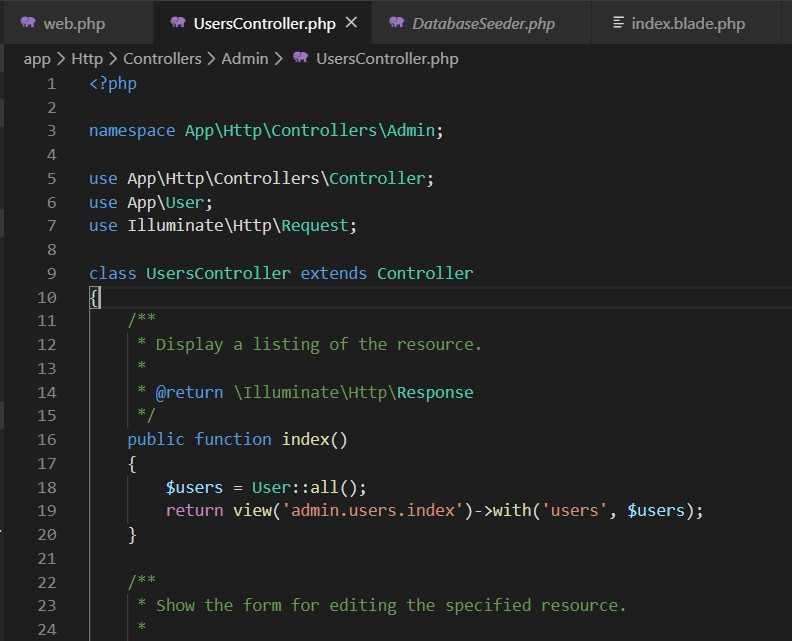 web.php UsersController.php DatabaseSeeder.php index.blade.php
app > Http > Controllers > Admin > UsersController.php
1 <?php
2
3 namespace App\Http\Controllers\Admin;
4
5 use App\Http\Controllers\Controller;
6 use App\User;
7 use Illuminate\Http\Request;
8
9 class UsersController extends Controller
10 {
11     /**
12      * Display a listing of the resource.
13      *
14      * @return \Illuminate\Http\Response
15      */
16     public function index()
17     {
18         $users = User::all();
19         return view('admin.users.index')->with('users', $users);
20     }
21
22     /**
23      * Show the form for editing the specified resource.
24      *